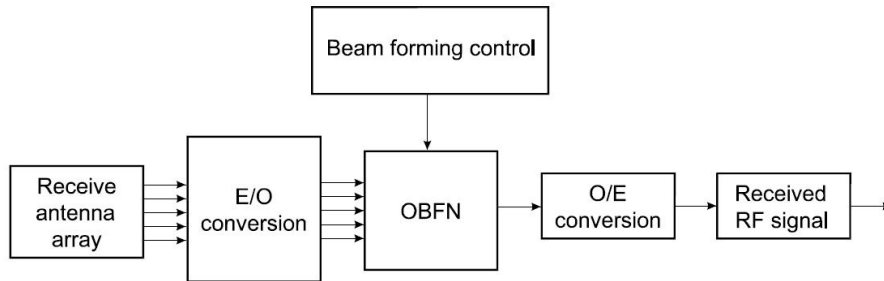 Beam forming control
Receive
antenna
array
E/O
conversion
OBFN
O/E
conversion
Received
RF signal